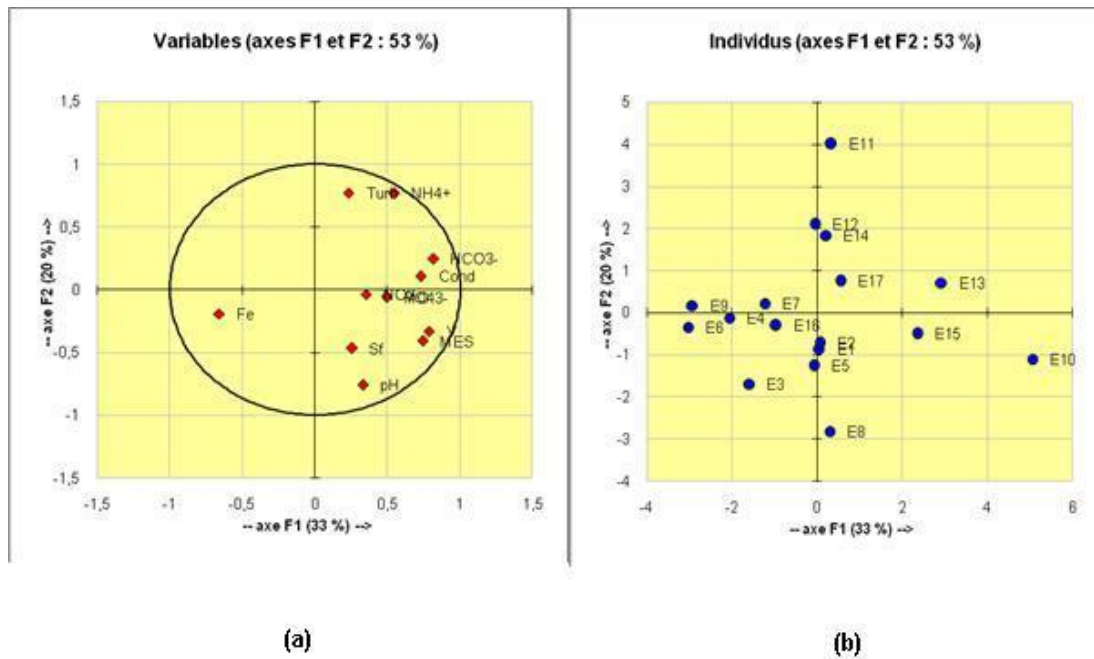 Variables (axes F1 et F2 : 53 %)
1,5
1
0,5
0
-0,5
-1
-1,5
-- axe F2 (20 %) -->
NH4+
HCO3-
Cond
Fe
MES
Sf
pH
-1,5 -1 -0,5 0 0,5 1 1,5
-- axe F1 (33 %) -->
(a)
Individus (axes F1 et F2 : 53 %)
5
4
3
2
1
0
-1
-2
-3
-4
-- axe F2 (20 %) -->
E11
E12
E14
E17
E13
E9
E7
E4
E6
E16
E15
E2
E1
E10
E5
E3
E8
-4 -2 0 2 4 6
-- axe F1 (33 %) -->
(b)